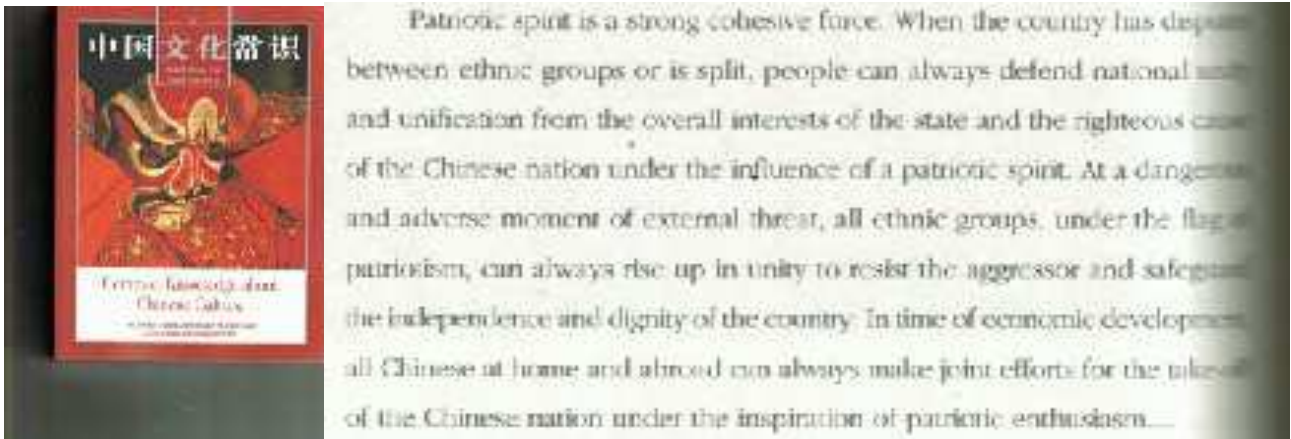 中国文化常识
Common Knowledge about
Chinese Culture
Patriotic spirit is a strong cohesive force. When the country has
between ethnic groups or is split, people can always defend national
and unification from the overall interests of the state and the righteous
of the Chinese nation under the influence of a patriotic spirit. At a
and adverse moment of external threat, all ethnic groups, under the flag
patriotism, can always rise up in unity to resist the aggressor and
the independence and dignity of the country. In time of economic
all Chinese at home and abroad can always make joint efforts for the
of the Chinese nation under the inspiration of patriotic enthusiasm....